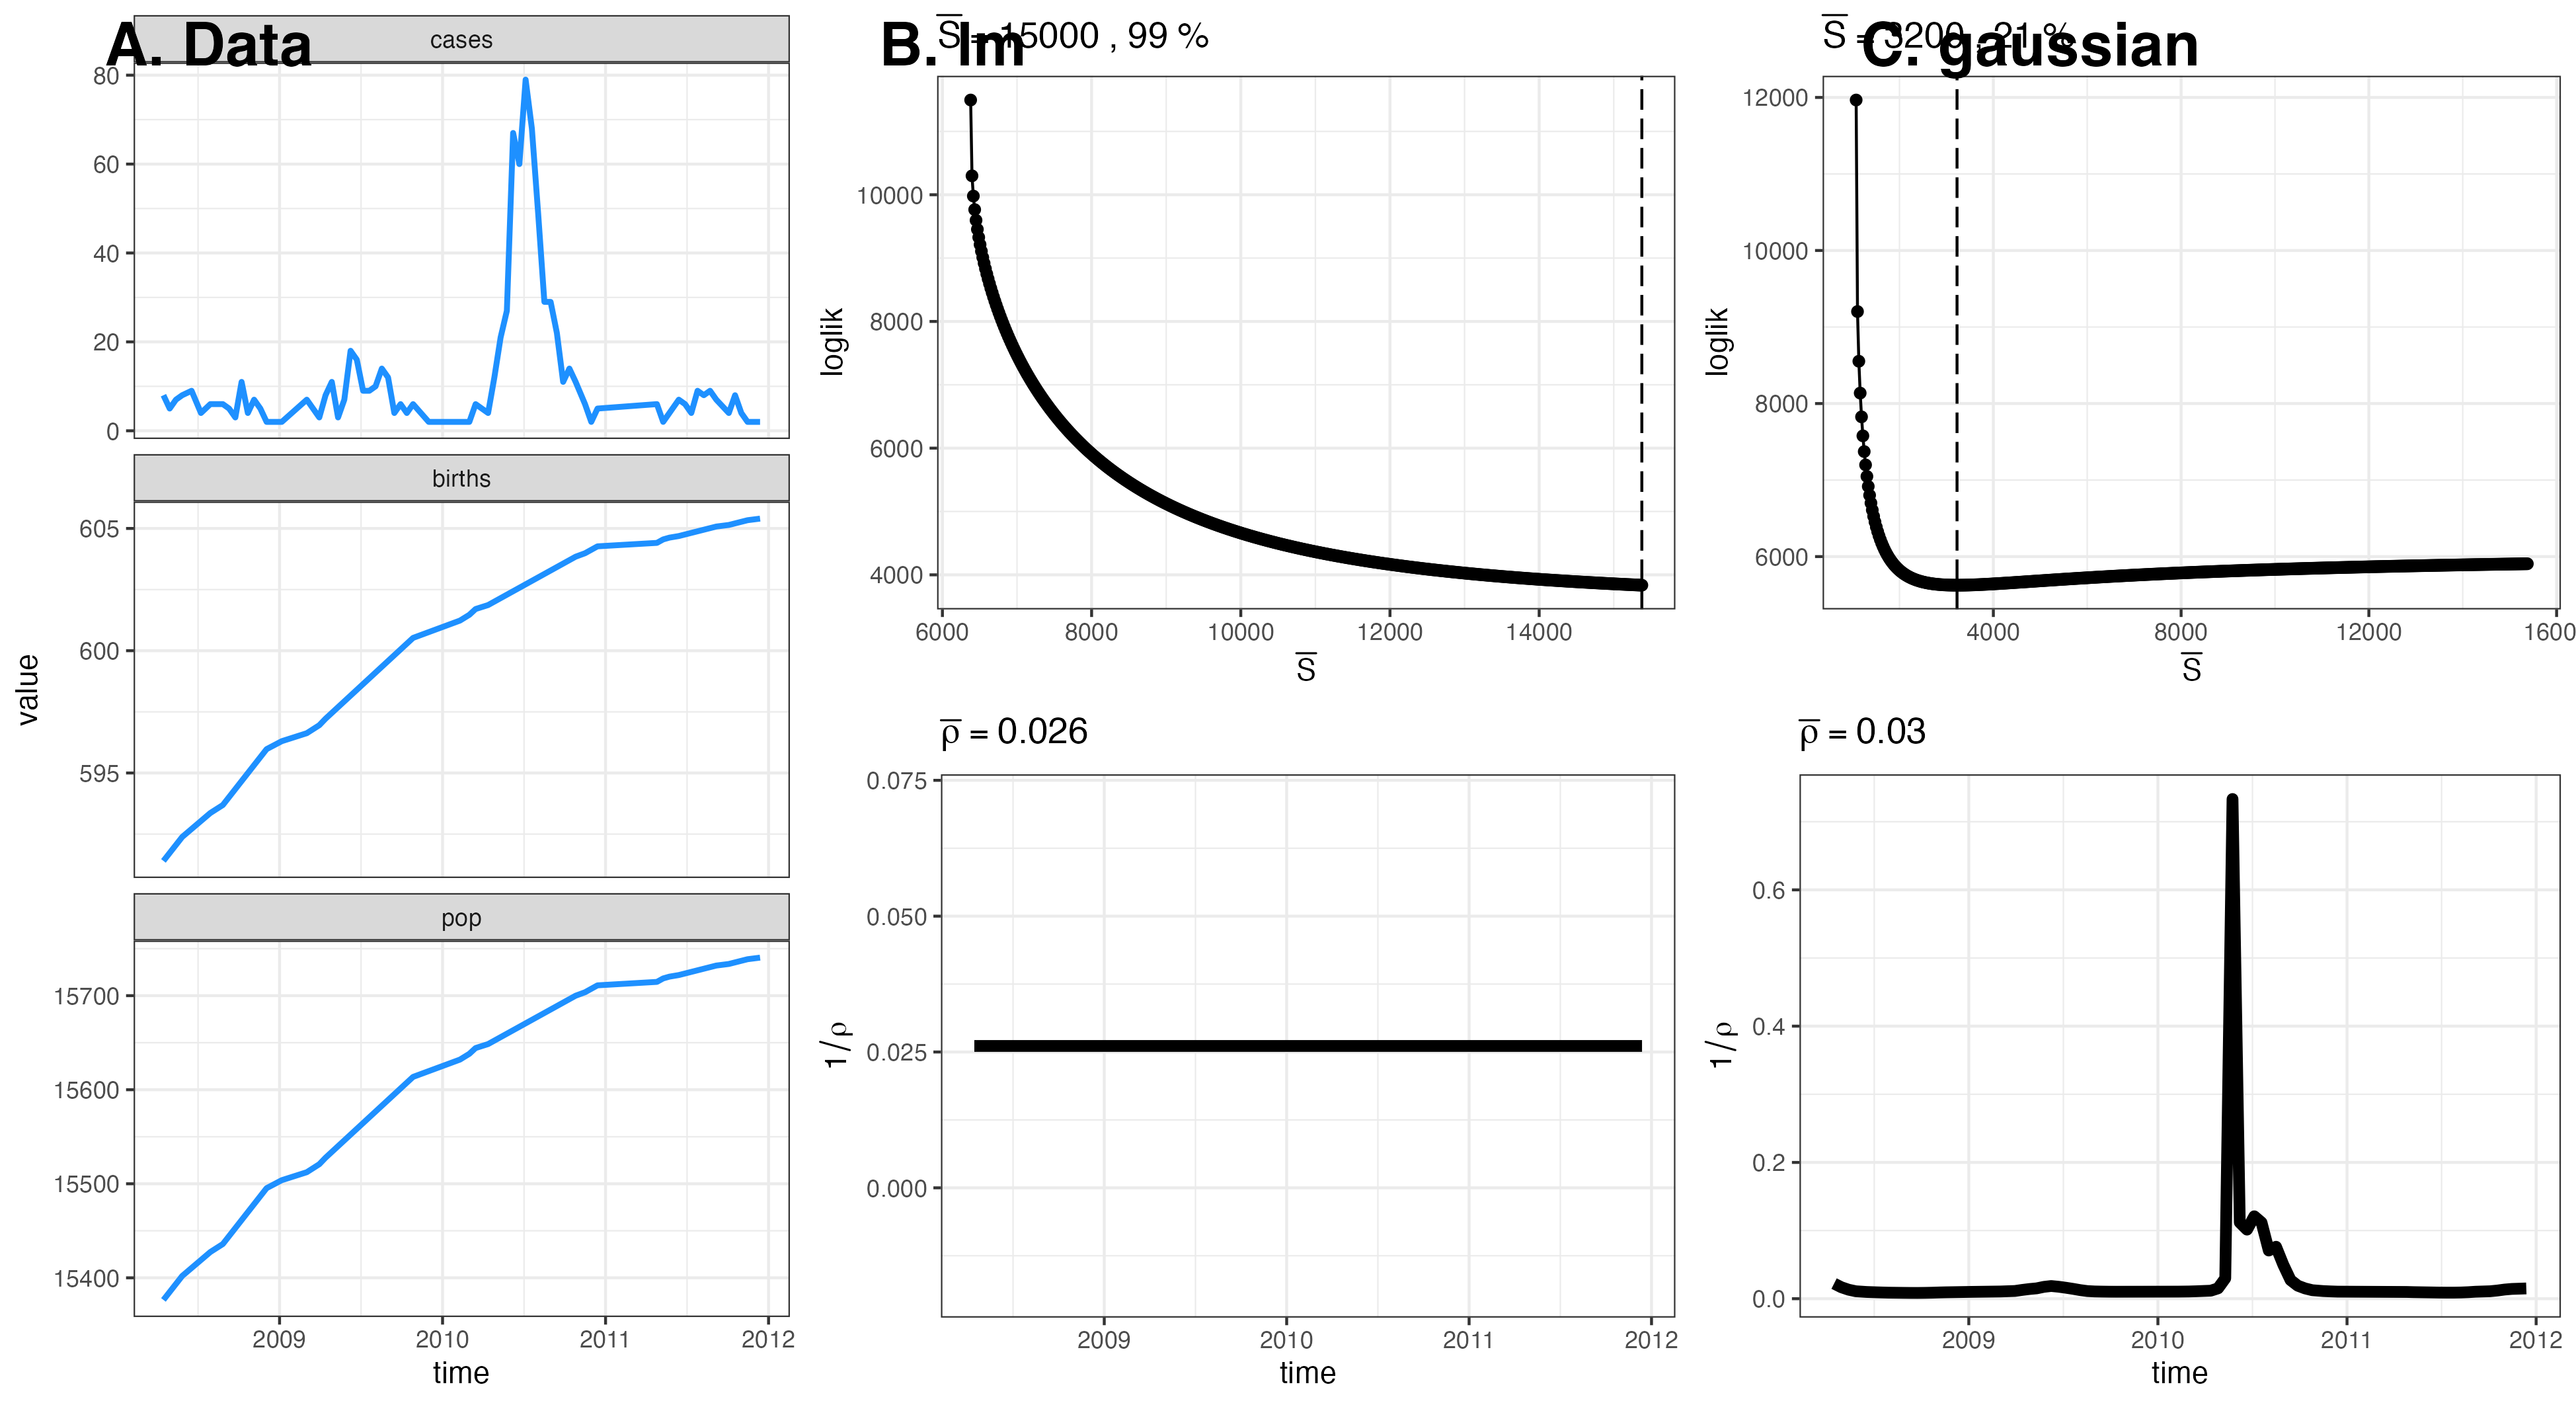 A. Data
cases
80
60
40
20
0
births
605
600
595
pop
15700
15600
15500
15400
2009 2010 2011 2012
time
value
B. lm
S̅ = 15000 , 99 %
10000
8000
6000
4000
loglik
6000 8000 10000 12000 14000
S̅
ρ̅ = 0.026
0.075
0.050
0.025
0.000
1/ρ
2009 2010 2011 2012
time
C. gaussian
S̅ = 3200 , 21 %
12000
10000
8000
6000
loglik
4000 8000 12000 1600
S̅
ρ̅ = 0.03
0.6
0.4
0.2
0.0
1/ρ
2009 2010 2011 2012
time